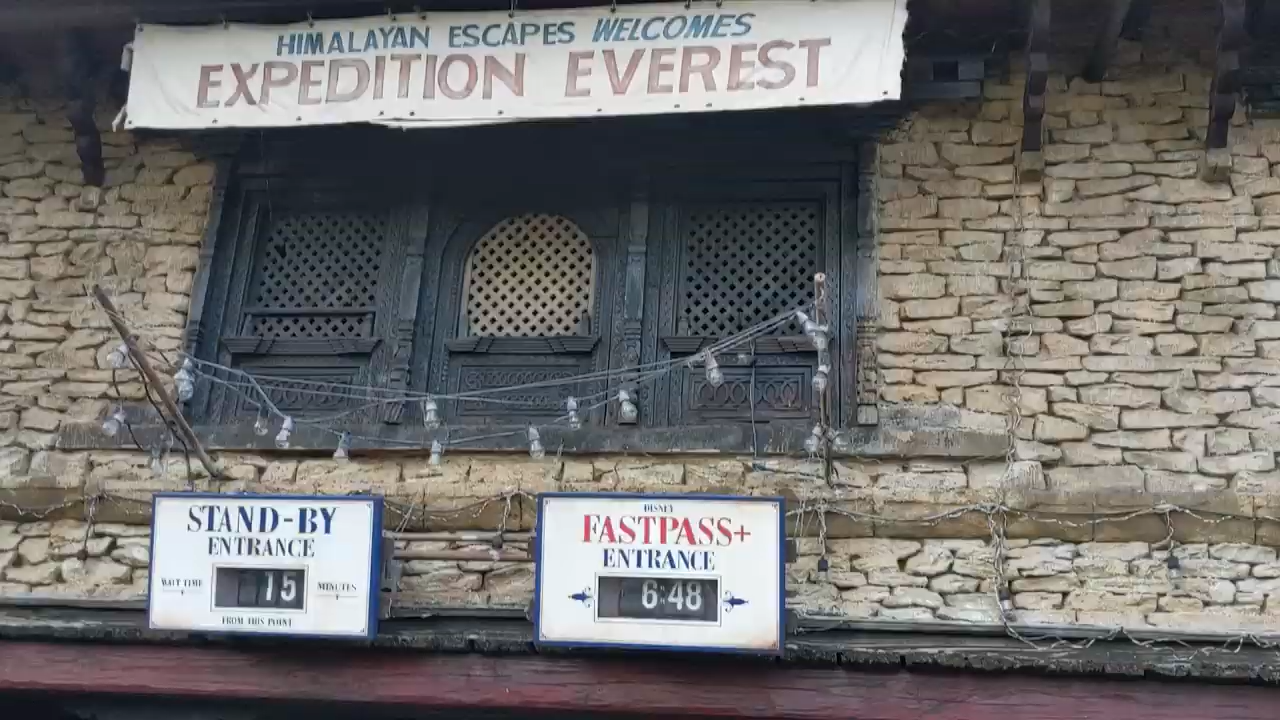 HIMALAYAN ESCAPES WELCOMES
EXPEDITION EVEREST
STAND-BY
ENTRANCE
WAIT TIME 15 MINUTES
FROM THIS POINT
DISNEY
FASTPASS+
ENTRANCE
6:48